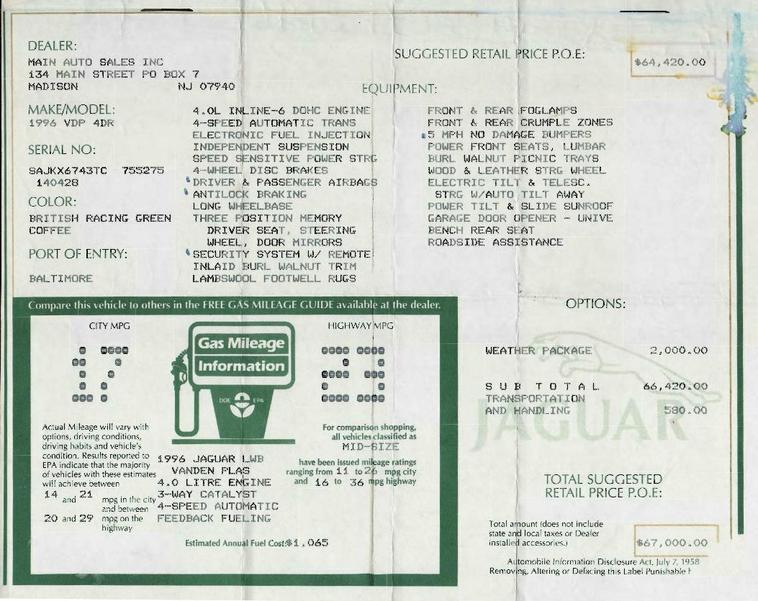 DEALER:
MAIN AUTO SALES INC
134 MAIN STREET PO BOX 7
MADISON NJ 07940
SUGGESTED RETAIL PRICE P.O.E:
$64,420.00
MAKE/MODEL:
1996 VDP 4DR
SERIAL NO:
SAJKX6743TC 755275
140428
COLOR:
BRITISH RACING GREEN
COFFEE
PORT OF ENTRY:
BALTIMORE
EQUIPMENT:
4.0L INLINE-6 DOHC ENGINE
4-SPEED AUTOMATIC TRANS
ELECTRONIC FUEL INJECTION
INDEPENDENT SUSPENSION
SPEED SENSITIVE POWER STRG
4-WHEEL DISC BRAKES
DRIVER & PASSENGER AIRBAGS
ANTILOCK BRAKING
LONG WHEELBASE
THREE POSITION MEMORY
DRIVER SEAT, STEERING
WHEEL, DOOR MIRRORS
SECURITY SYSTEM W/ REMOTE
INLAID BURL WALNUT TRIM
LAMBSWOOL FOOTWELL RUGS
FRONT & REAR FOGLAMPS
FRONT & REAR CRUMPLE ZONES
5 MPH NO DAMAGE BUMPERS
POWER FRONT SEATS, LUMBAR
BURL WALNUT PICNIC TRAYS
WOOD & LEATHER STRG WHEEL
ELECTRIC TILT & TELESC.
STRG W/AUTO TILT AWAY
POWER TILT & SLIDE SUNROOF
GARAGE DOOR OPENER - UNIVE
BENCH REAR SEAT
ROADSIDE ASSISTANCE
Compare this vehicle to others in the FREE GAS MILEAGE GUIDE available at the dealer.
CITY MPG
17
Gas Mileage
Information
DOE EPA
HIGHWAY MPG
23
Actual Mileage will vary with
options, driving conditions,
driving habits and vehicle's
condition. Results reported to
EPA indicate that the majority
of vehicles with these estimates
will achieve between
14 and 21 mpg in the city
and between
20 and 29 mpg on the
highway
1996 JAGUAR LWB
VANDEN PLAS
4.0 LITRE ENGINE
3-WAY CATALYST
4-SPEED AUTOMATIC
FEEDBACK FUELING
For comparison shopping,
all vehicles classified as
MID-SIZE
have been issued mileage ratings
ranging from 11 to 26 mpg city
and 16 to 36 mpg highway
Estimated Annual Fuel Cost:$1,065
OPTIONS:
WEATHER PACKAGE 2,000.00
SUB TOTAL 66,420.00
TRANSPORTATION
AND HANDLING 580.00
JAGUAR
TOTAL SUGGESTED
RETAIL PRICE P.O.E:
Total amount (does not include
state and local taxes or Dealer
installed accessories.)
$67,000.00
Automobile Information Disclosure Act, July 7, 1958
Removing, Altering or Defacing this Label Punishable